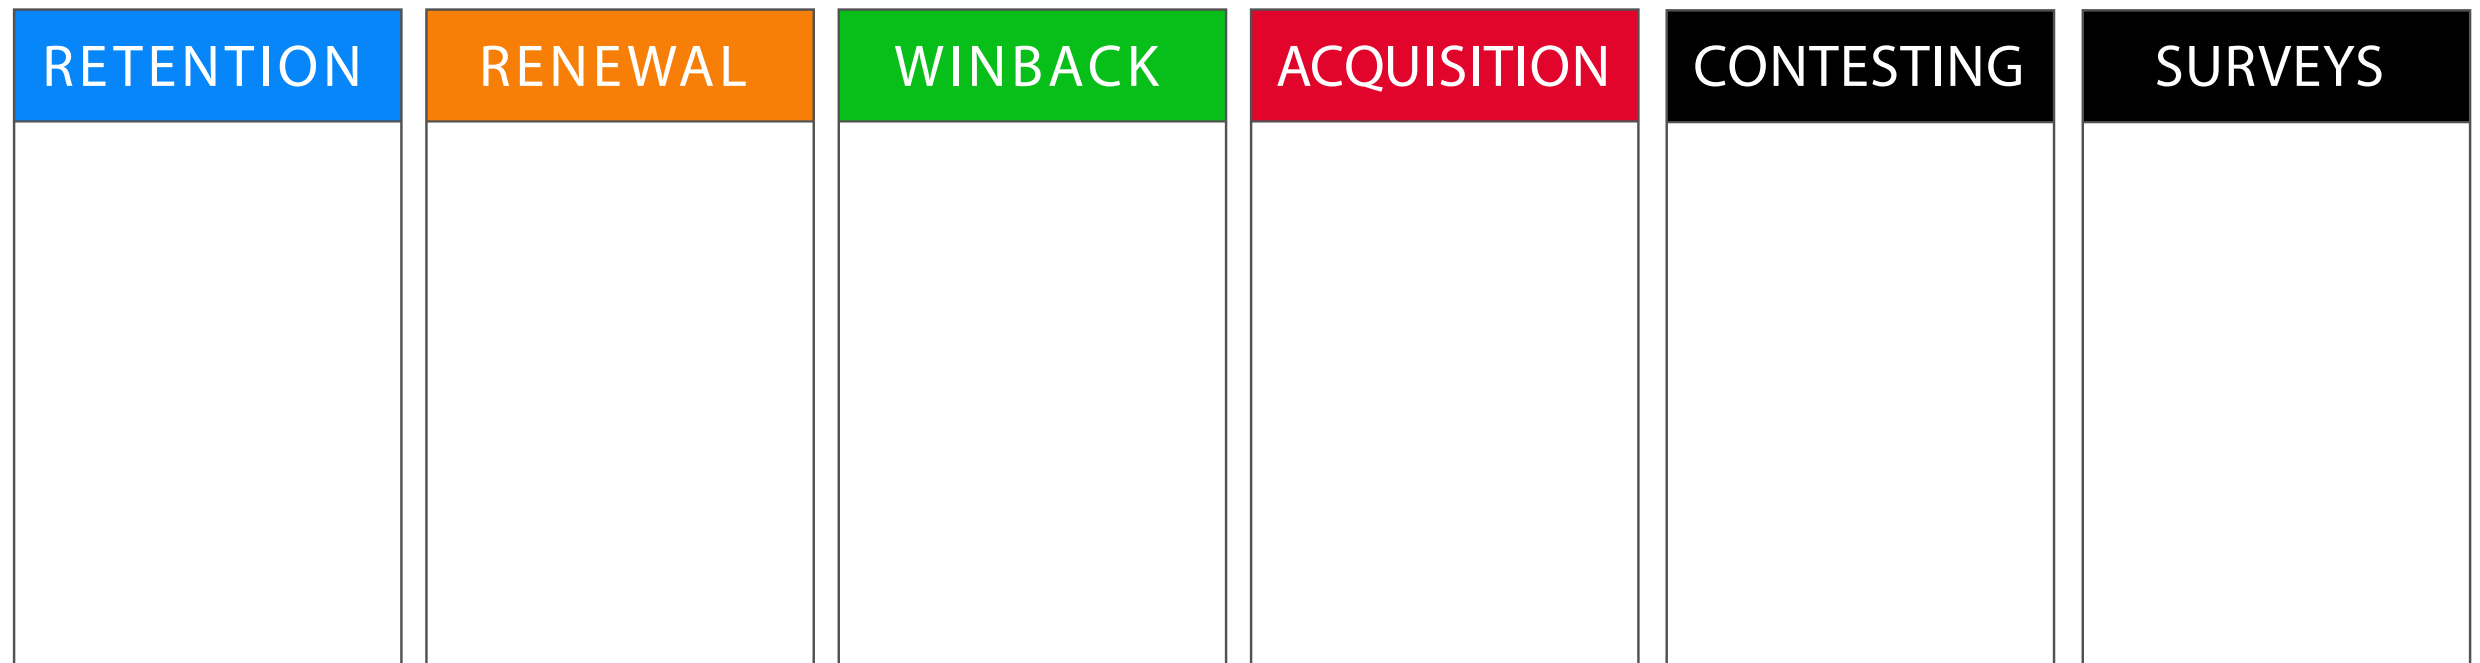 RETENTION
RENEWAL
WINBACK
ACQUISITION
CONTESTING
SURVEYS